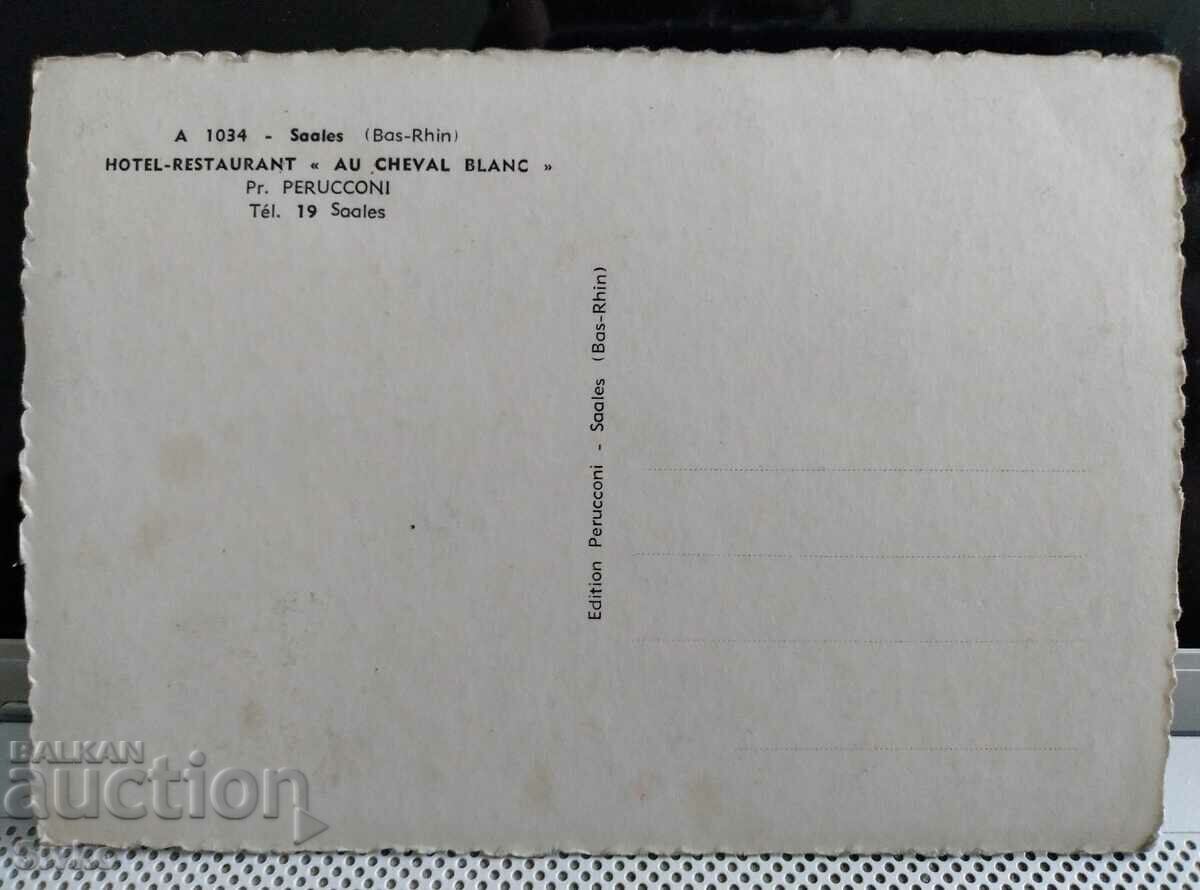 A 1034 - Saales (Bas-Rhin)
HOTEL-RESTAURANT « AU CHEVAL BLANC »
Pr. PERUCCONI
Tél. 19 Saales
Edition Perucconi - Saales (Bas-Rhin)
BALKAN
auction